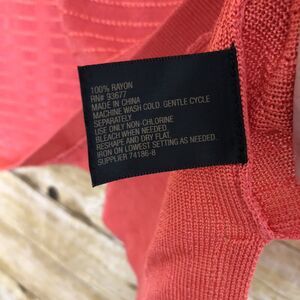 100% RAYON
RN# 93677
MADE IN CHINA
MACHINE WASH COLD. GENTLE CYCLE
SEPARATELY
USE ONLY NON-CHLORINE
BLEACH WHEN NEEDED.
RESHAPE AND DRY FLAT.
IRON ON LOWEST SETTING AS NEEDED.
SUPPLIER 74186-8